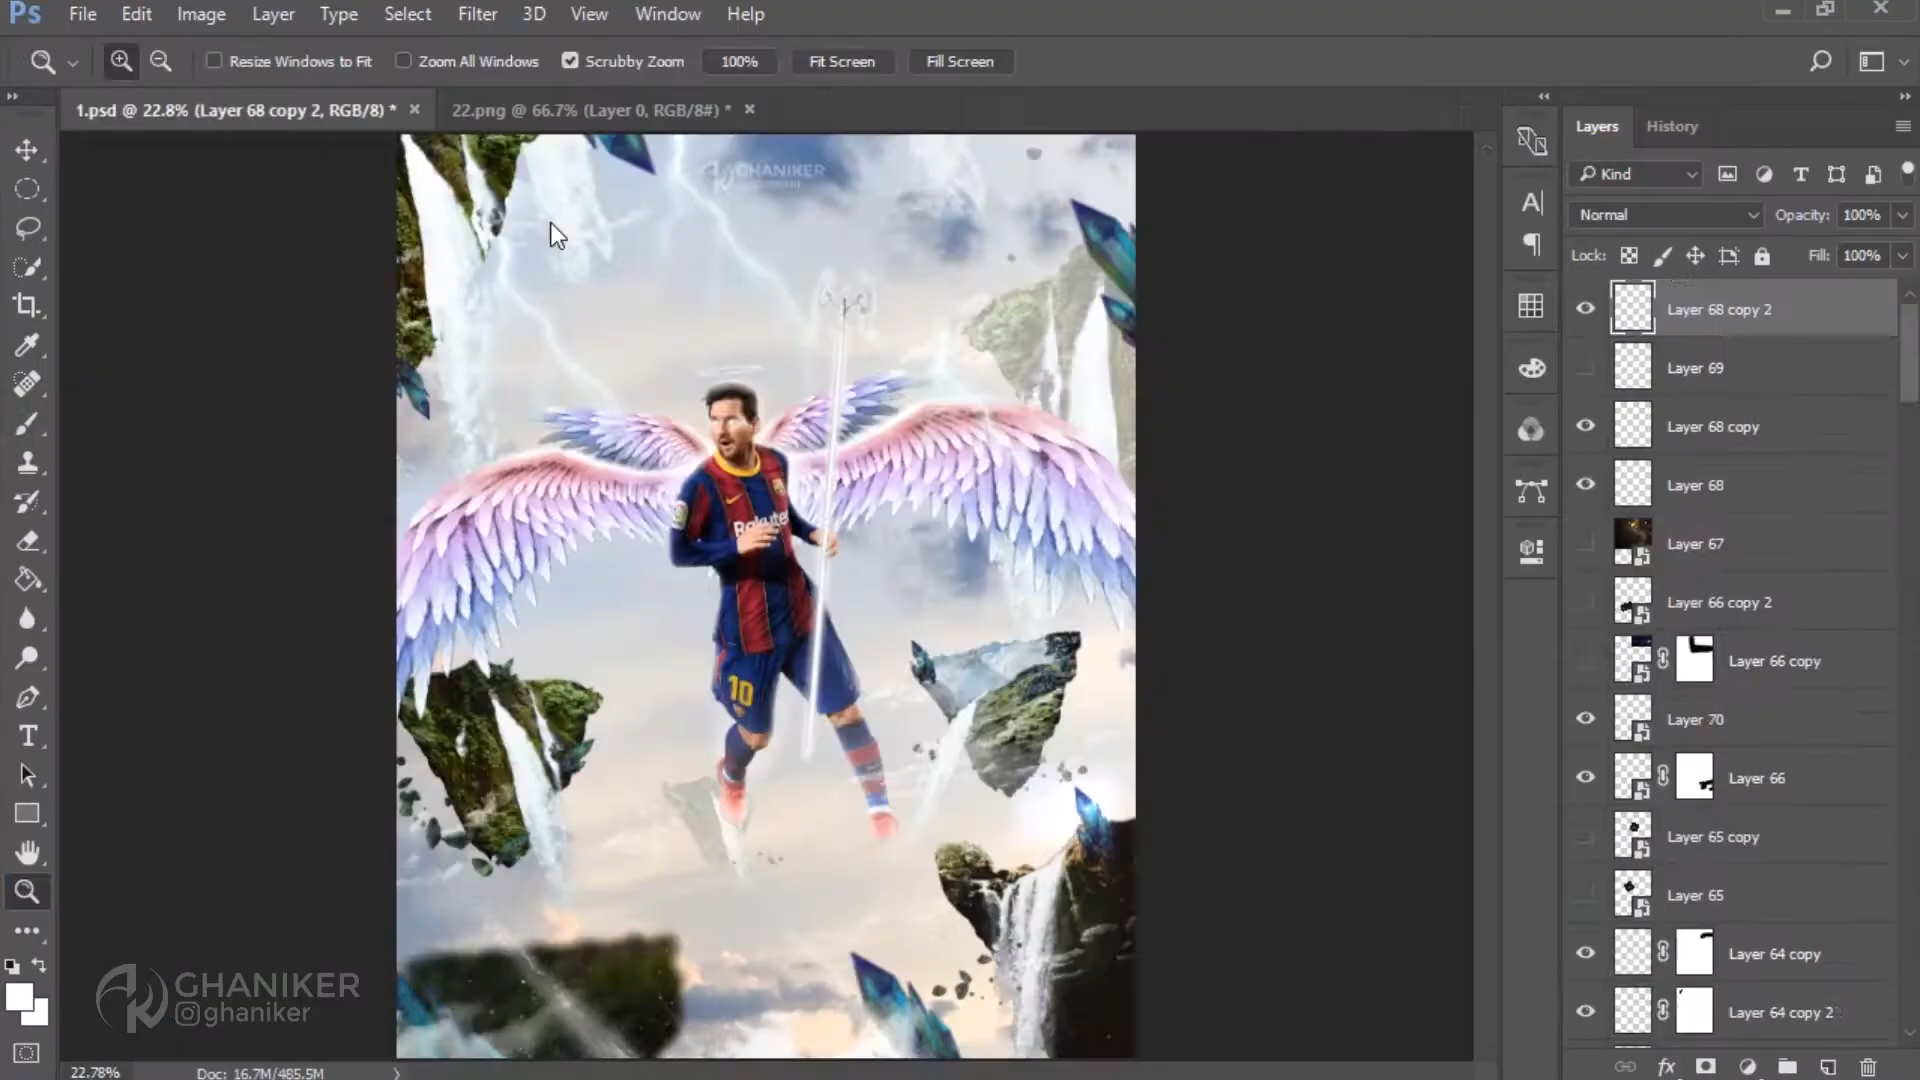 Ps File Edit Image Layer Type Select Filter 3D View Window Help
Resize Windows to Fit Zoom All Windows Scrubby Zoom 100% Fit Screen Fill Screen
1.psd @ 22.8% (Layer 68 copy 2, RGB/8) * × 22.png @ 66.7% (Layer 0, RGB/8#) * ×
Layers History
Kind
Normal Opacity: 100%
Lock: Fill: 100%
Layer 68 copy 2
Layer 69
Layer 68 copy
Layer 68
Layer 67
Layer 66 copy 2
Layer 66 copy
Layer 70
Layer 66
Layer 65 copy
Layer 65
Layer 64 copy
Layer 64 copy 2
GHANIKER
Rakuten
10
GHANIKER
@ghaniker
22.78% Doc: 16.7M/485.5M